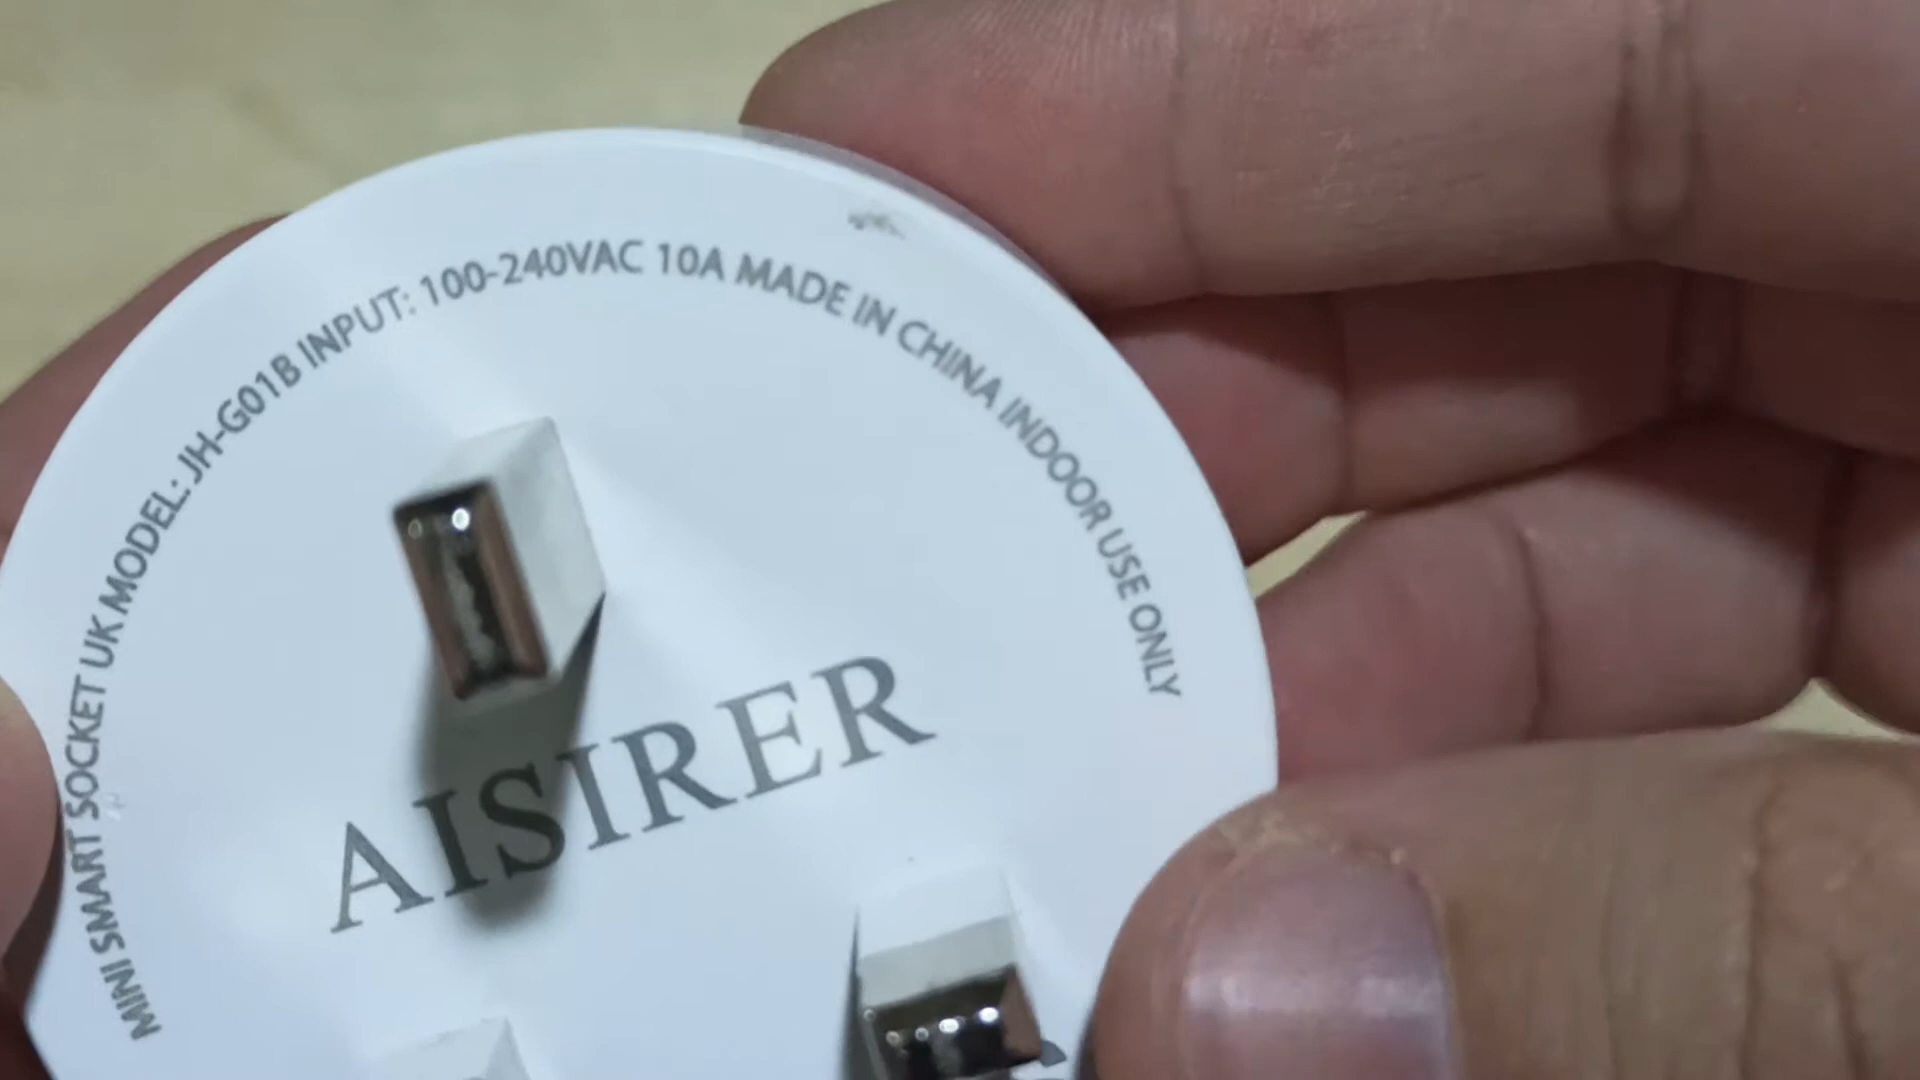 MINI SMART SOCKET UK MODEL: JH-G01B INPUT: 100-240VAC 10A MADE IN CHINA INDOOR USE ONLY
AISIRER